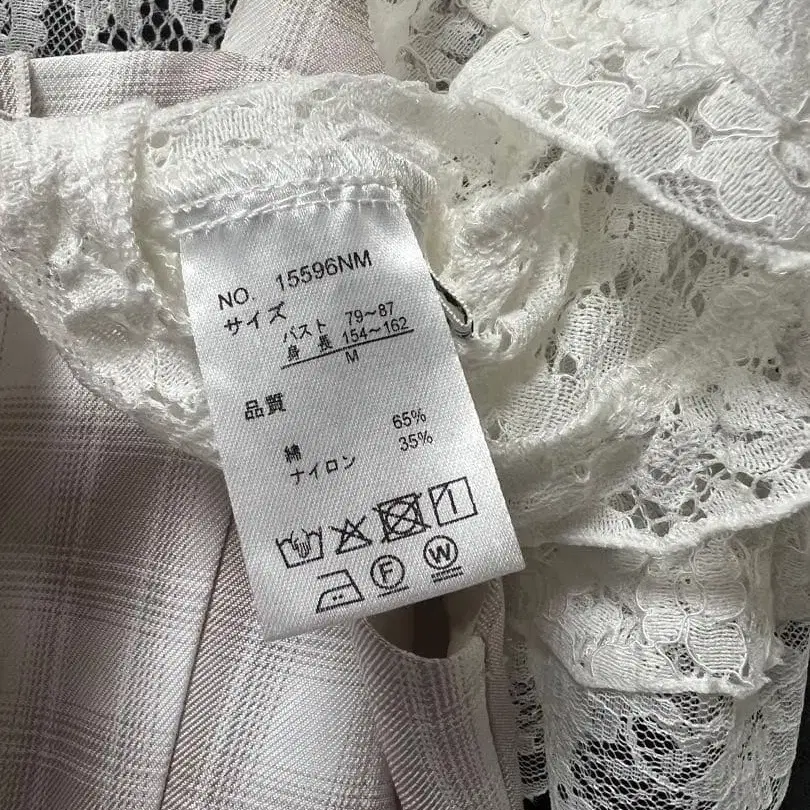 NO. 15596NM
サイズ
バスト 79～87
身長 154～162
M
品質
綿 65%
ナイロン 35%
F W